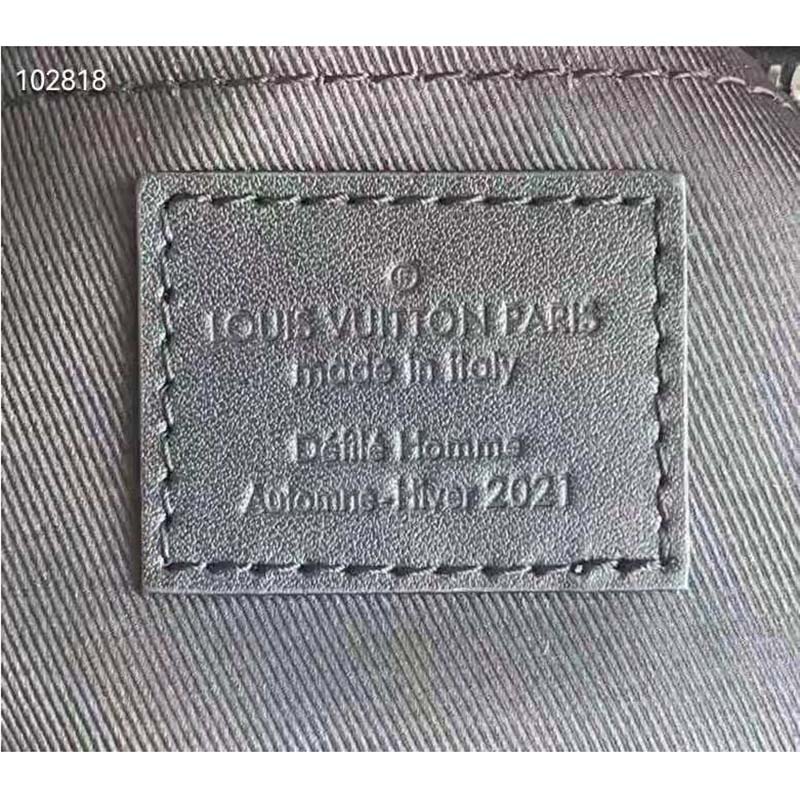 102818
®
LOUIS VUITTON PARIS
made in italy
Défilé Homme
Automne-Hiver 2021